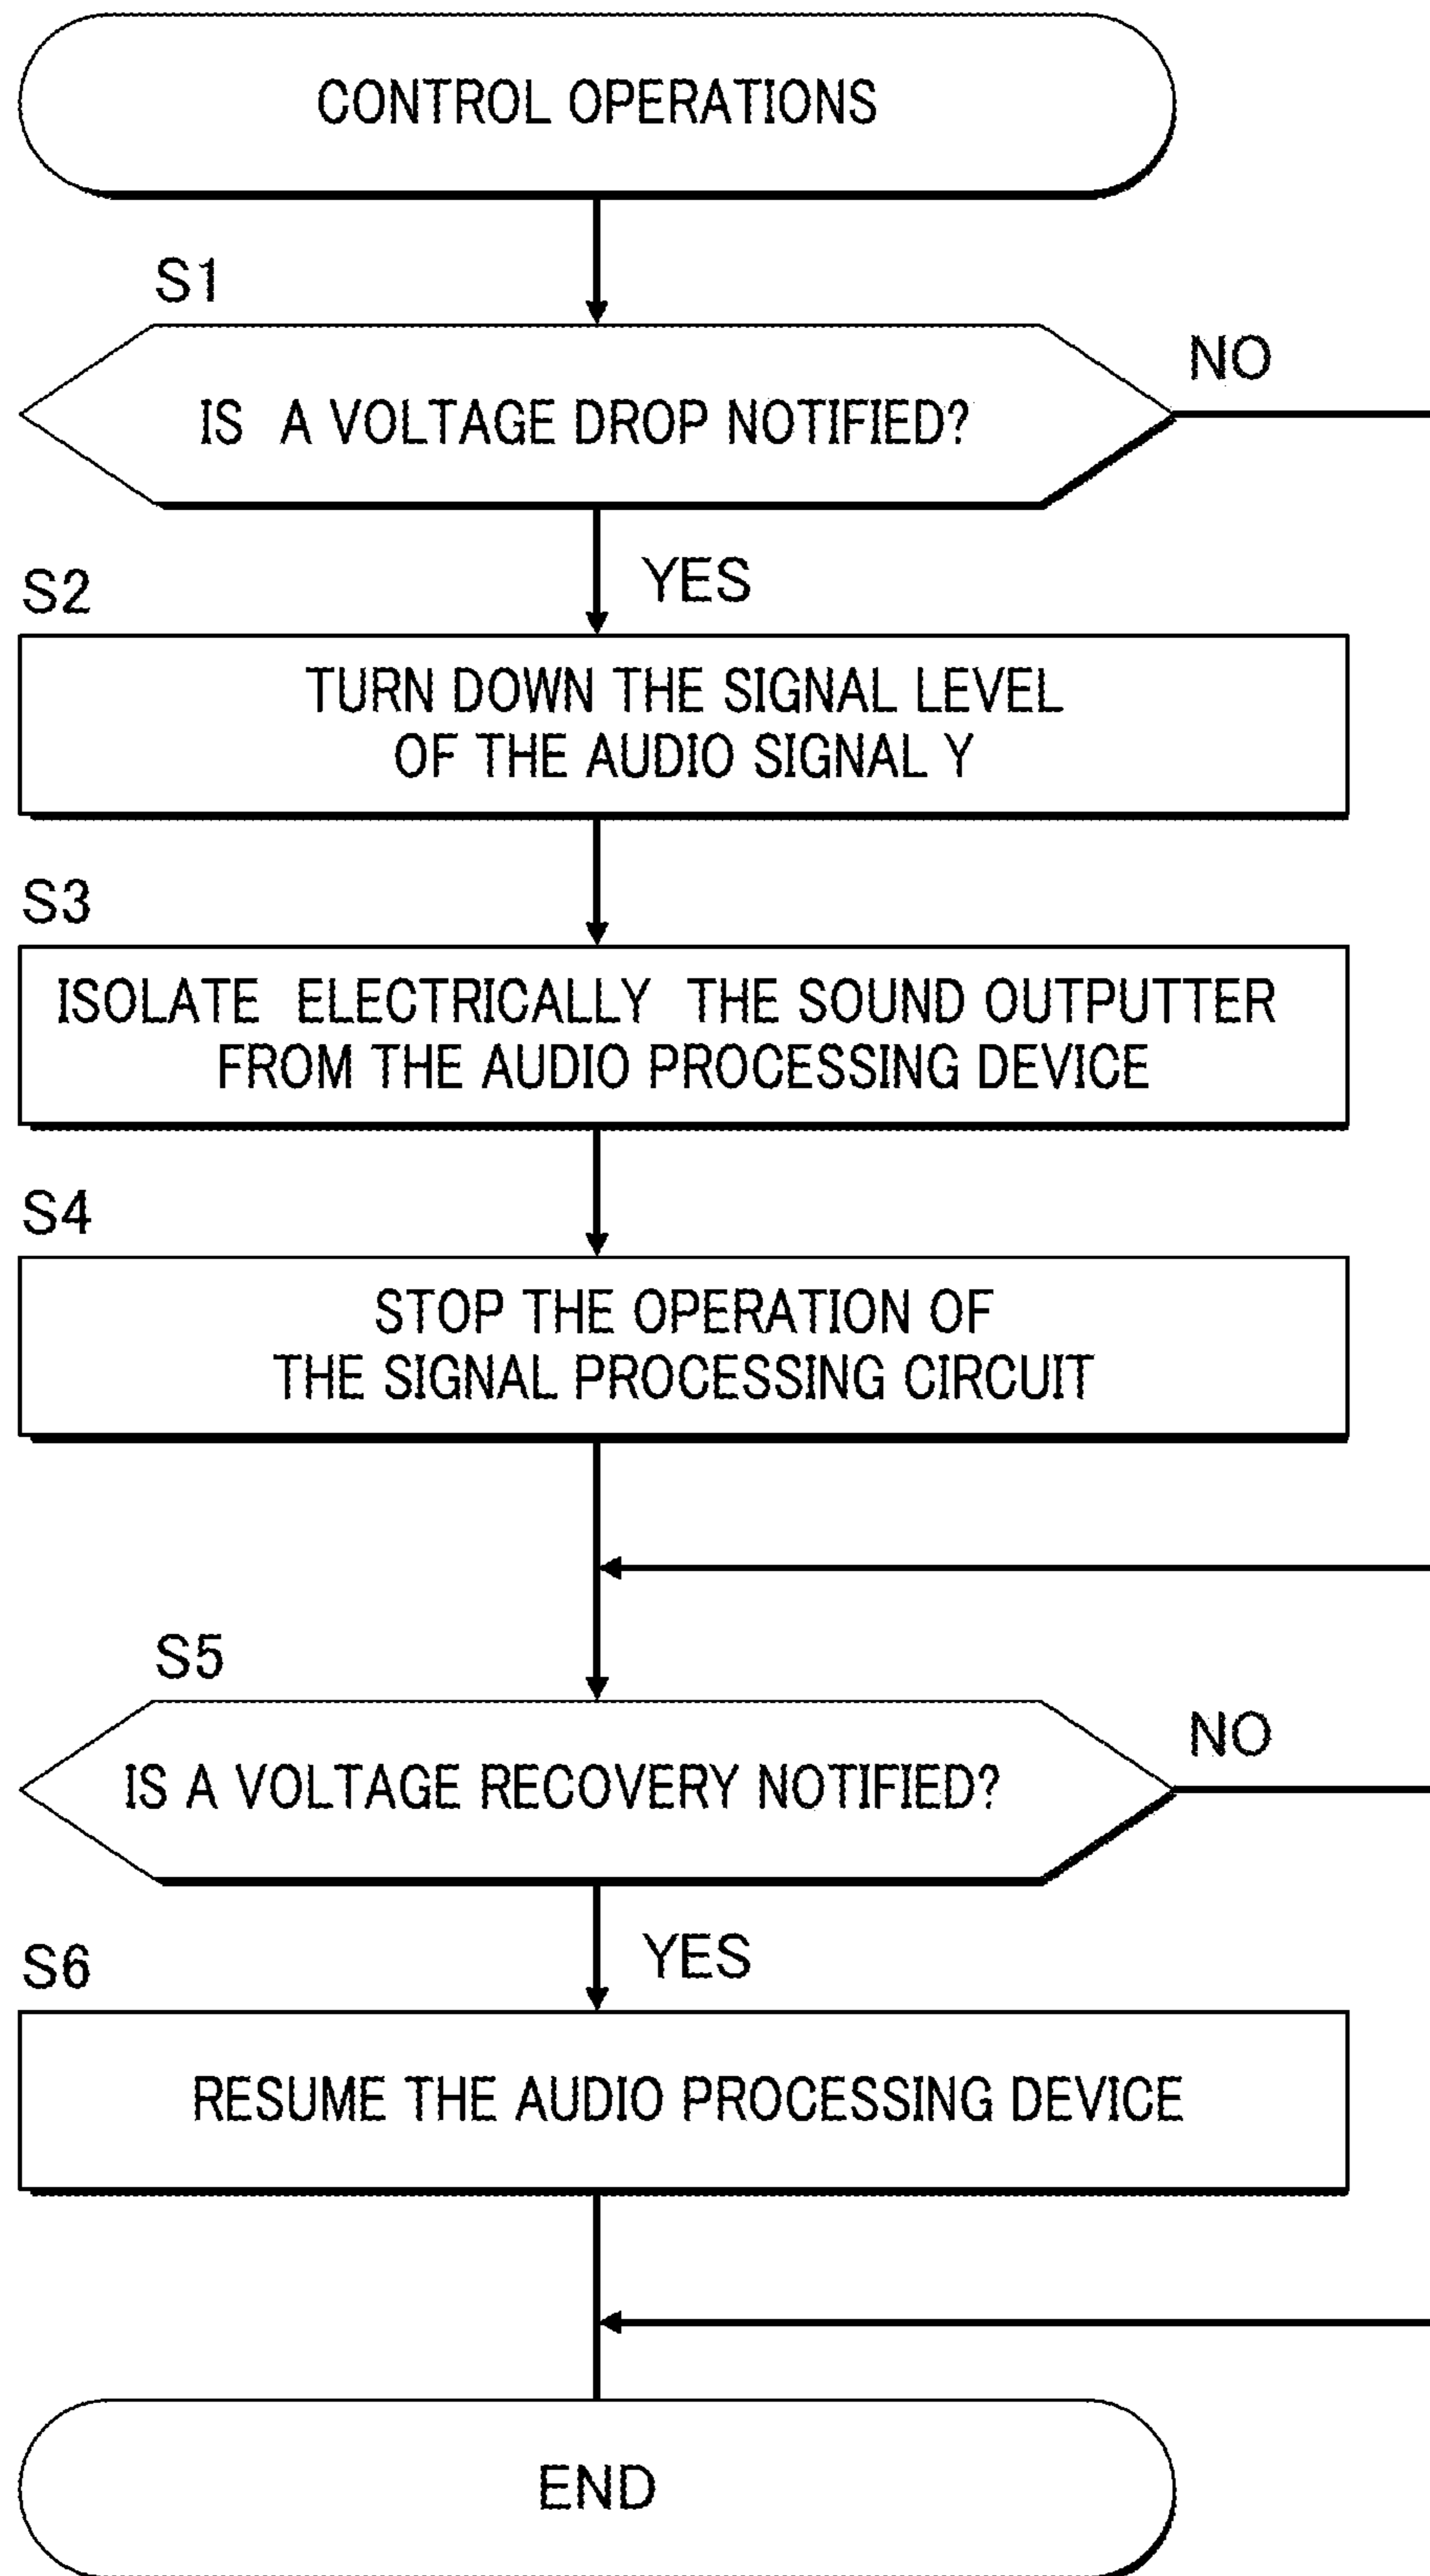 CONTROL OPERATIONS
S1
IS A VOLTAGE DROP NOTIFIED?
NO
YES
S2
TURN DOWN THE SIGNAL LEVEL
OF THE AUDIO SIGNAL Y
S3
ISOLATE ELECTRICALLY THE SOUND OUTPUTTER
FROM THE AUDIO PROCESSING DEVICE
S4
STOP THE OPERATION OF
THE SIGNAL PROCESSING CIRCUIT
S5
IS A VOLTAGE RECOVERY NOTIFIED?
NO
YES
S6
RESUME THE AUDIO PROCESSING DEVICE
END